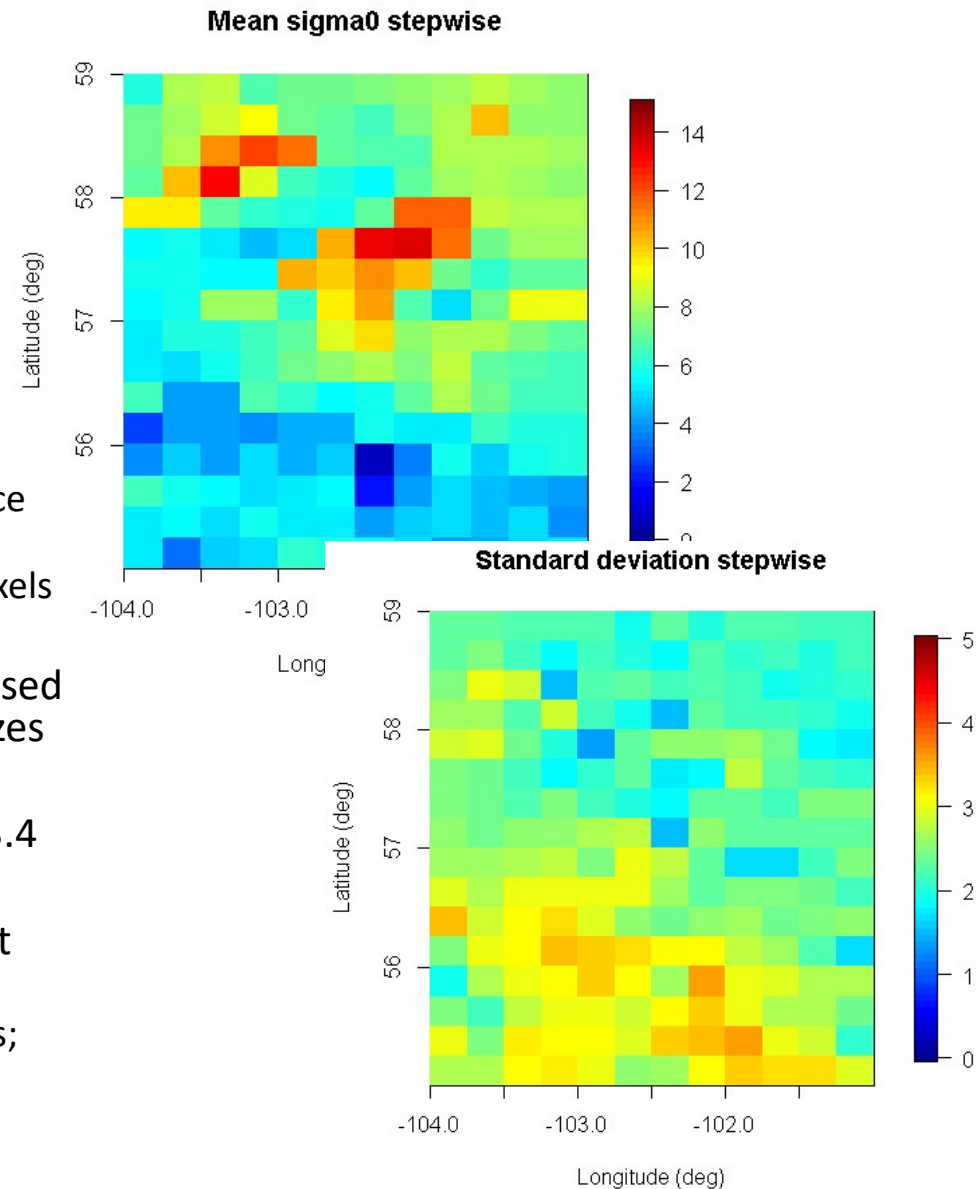 Mean sigma0 stepwise
59
58
57
56
Latitude (deg)
-104.0 -103.0
Long
14
12
10
8
6
4
2
0
ce
xels
sed
zes
.4
t
s;
Standard deviation stepwise
59
58
57
56
Latitude (deg)
-104.0 -103.0 -102.0
Longitude (deg)
5
4
3
2
1
0